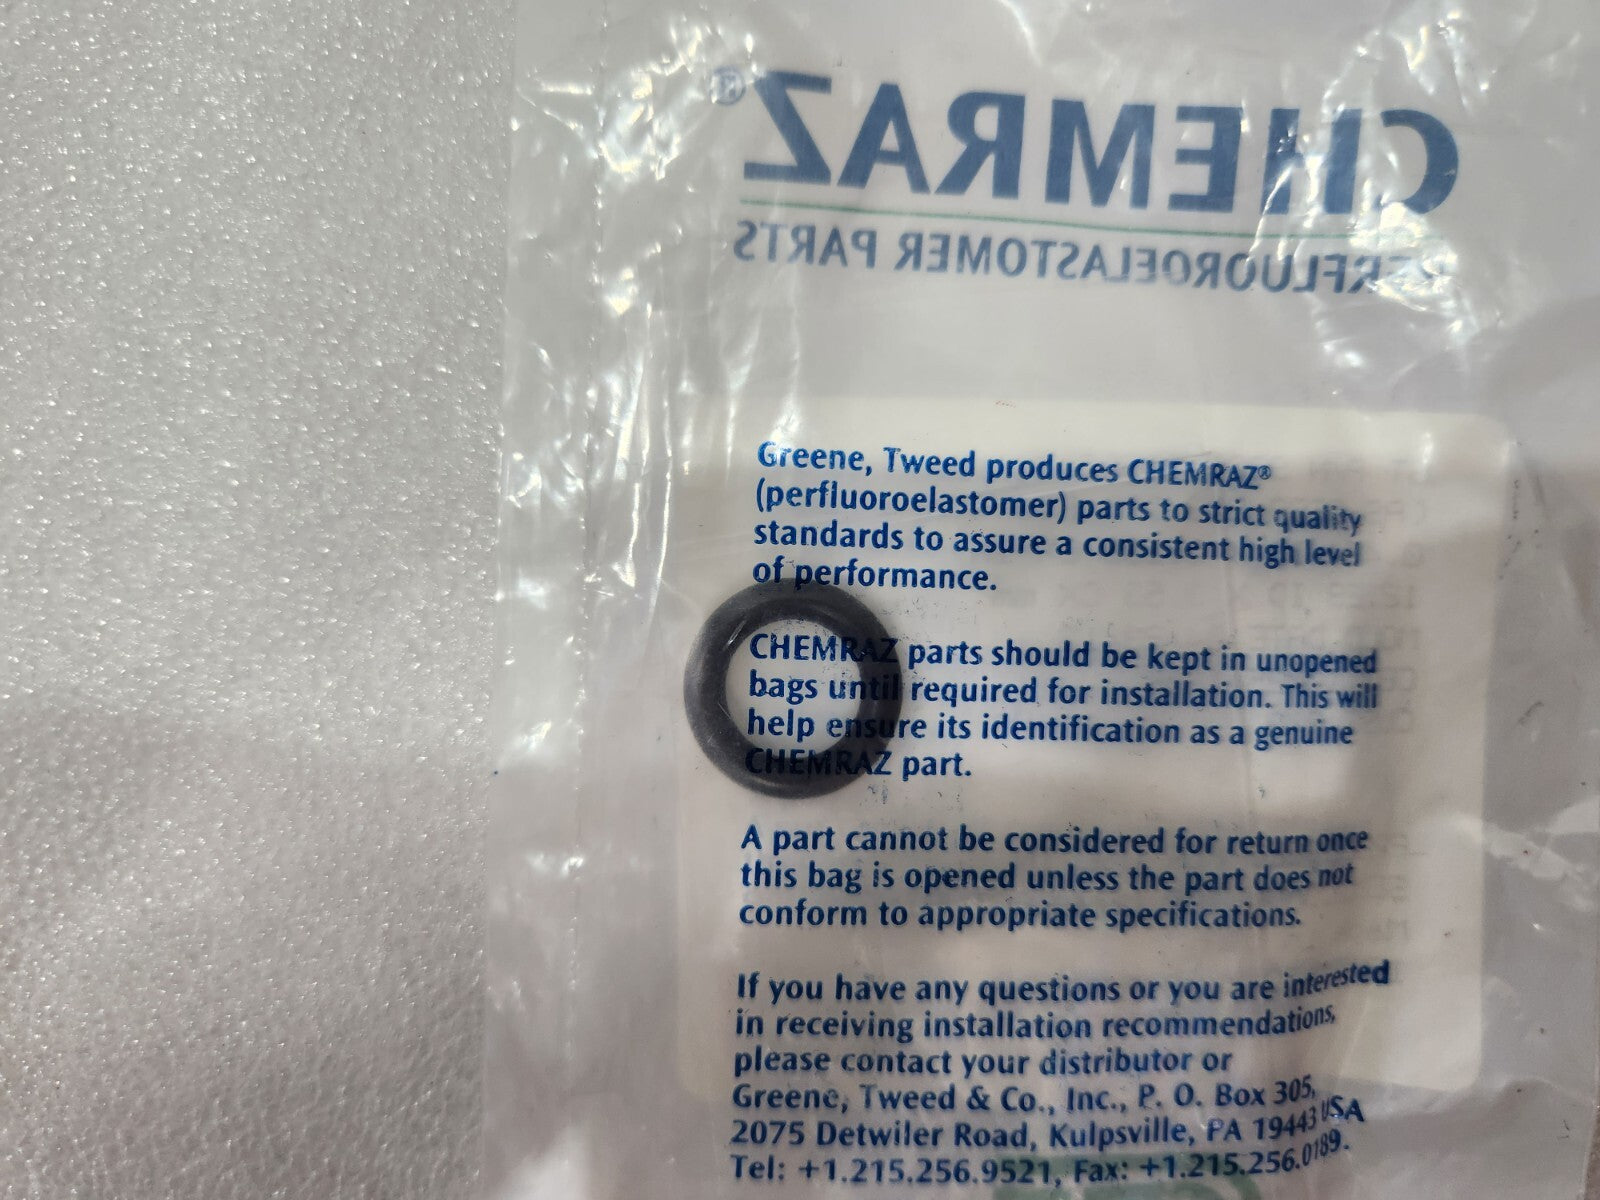 CHEMRAZ®
PERFLUOROELASTOMER PARTS
Greene, Tweed produces CHEMRAZ®
(perfluoroelastomer) parts to strict quality
standards to assure a consistent high level
of performance.
CHEMRAZ parts should be kept in unopened
bags until required for installation. This will
help ensure its identification as a genuine
CHEMRAZ part.
A part cannot be considered for return once
this bag is opened unless the part does not
conform to appropriate specifications.
If you have any questions or you are interested
in receiving installation recommendations,
please contact your distributor or
Greene, Tweed & Co., Inc., P. O. Box 305,
2075 Detwiler Road, Kulpsville, PA 19443 USA
Tel: +1.215.256.9521, Fax: +1.215.256.0189.